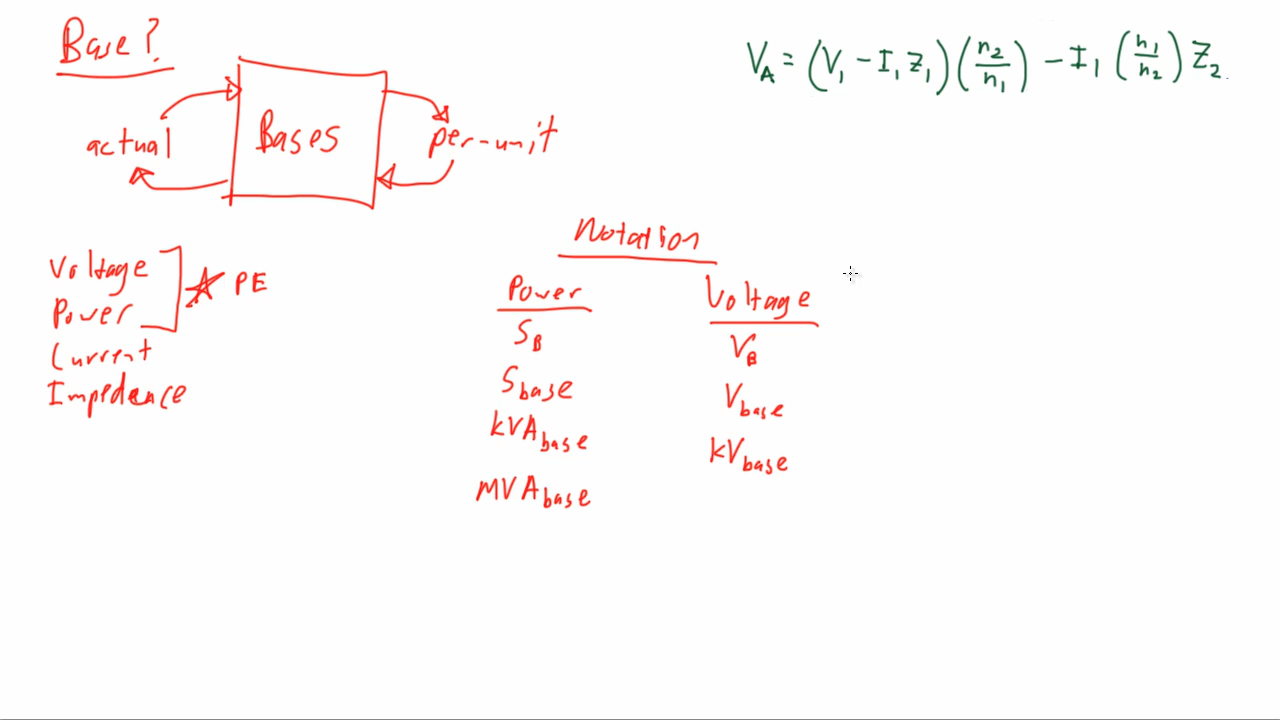 Base?
V_A = (V_1 - I_1 Z_1)(n_2/n_1) - I_1 (n_1/n_2) Z_2
actual
Bases
per-unit
Voltage
Power
PE
Current
Impedance
Notation
Power
S_B
S_base
kVA_base
MVA_base
Voltage
V_B
V_base
kV_base